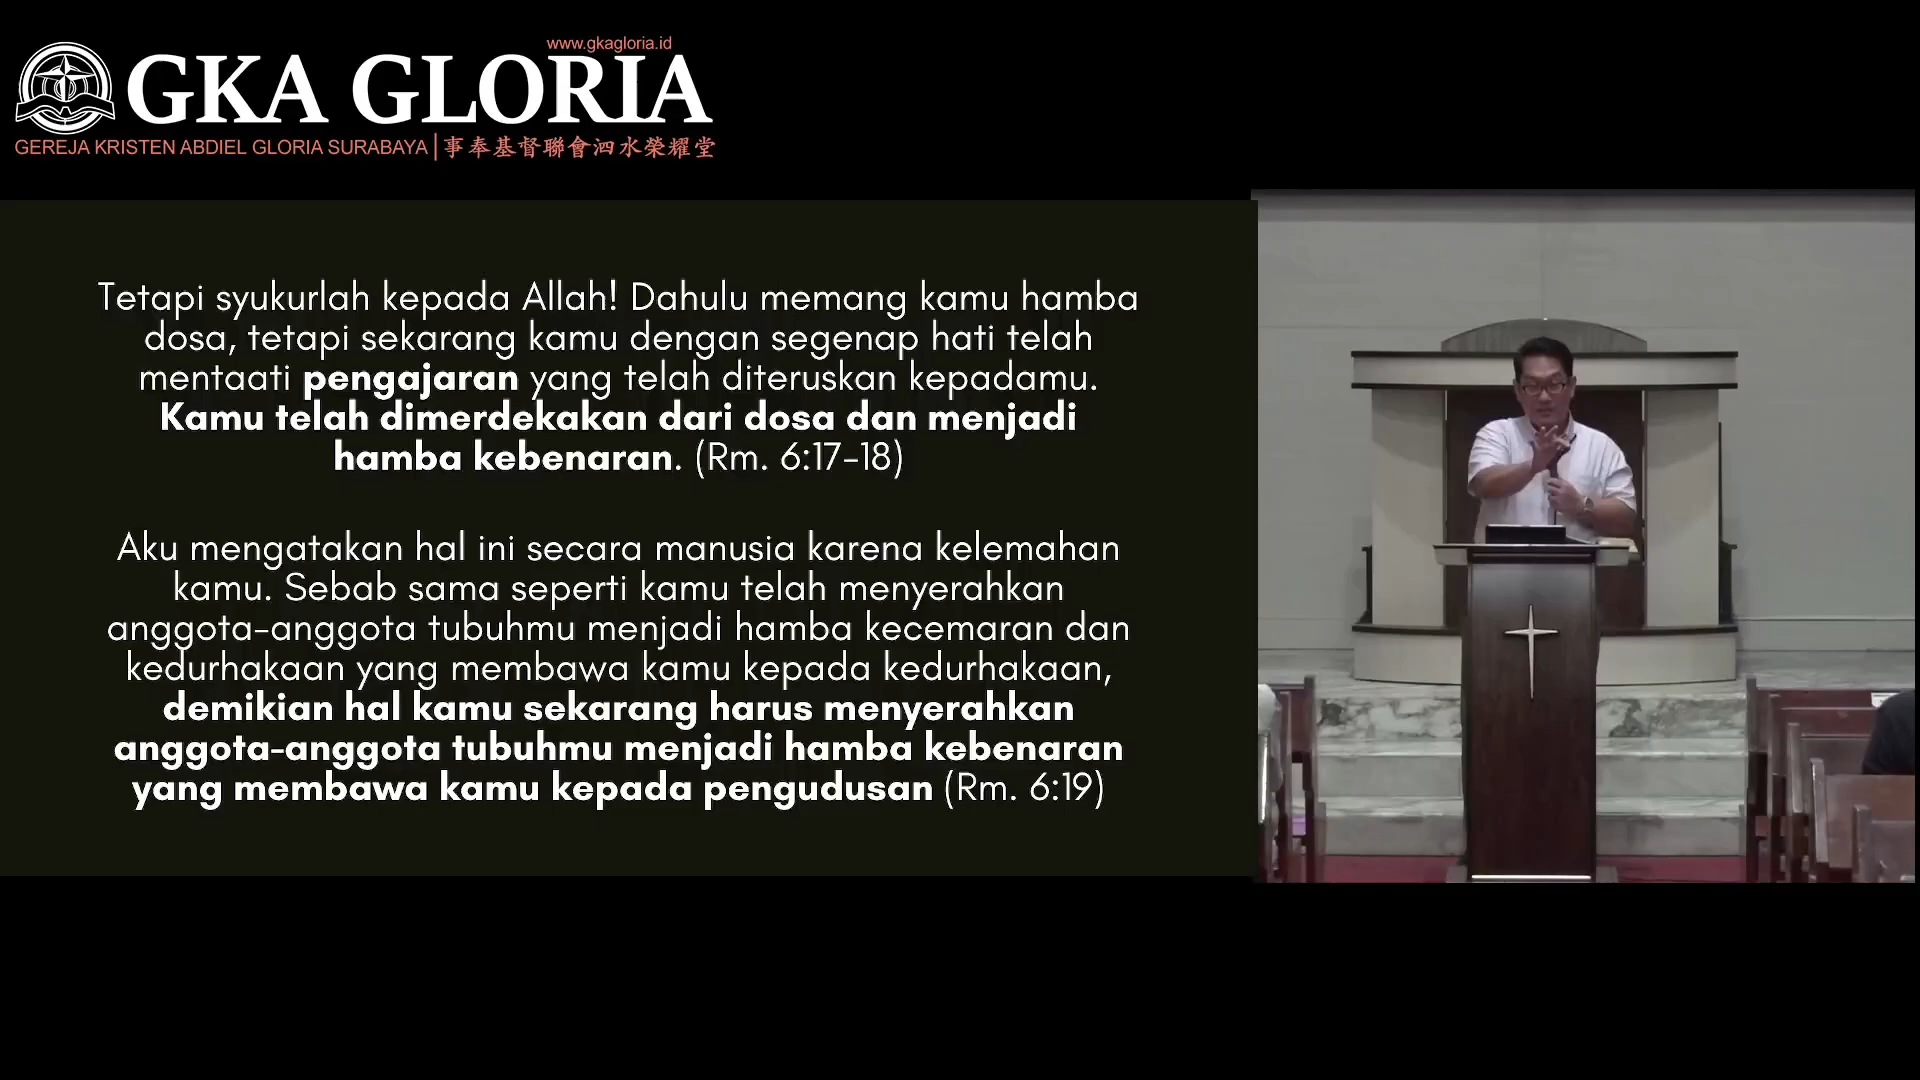 www.gkagloria.id
GKA GLORIA
GEREJA KRISTEN ABDIEL GLORIA SURABAYA | 事奉基督聯會泗水榮耀堂
Tetapi syukurlah kepada Allah! Dahulu memang kamu hamba
dosa, tetapi sekarang kamu dengan segenap hati telah
mentaati pengajaran yang telah diteruskan kepadamu.
Kamu telah dimerdekakan dari dosa dan menjadi
hamba kebenaran. (Rm. 6:17-18)
Aku mengatakan hal ini secara manusia karena kelemahan
kamu. Sebab sama seperti kamu telah menyerahkan
anggota-anggota tubuhmu menjadi hamba kecemaran dan
kedurhakaan yang membawa kamu kepada kedurhakaan,
demikian hal kamu sekarang harus menyerahkan
anggota-anggota tubuhmu menjadi hamba kebenaran
yang membawa kamu kepada pengudusan (Rm. 6:19)